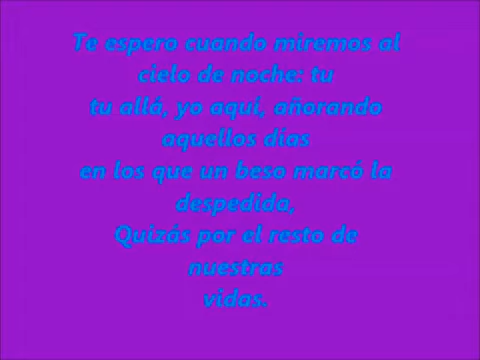 Te espero cuando miremos al
cielo de noche: tu
tu allá, yo aquí, añorando
aquellos días
en los que un beso marcó la
despedida,
Quizás por el resto de
nuestras
vidas.